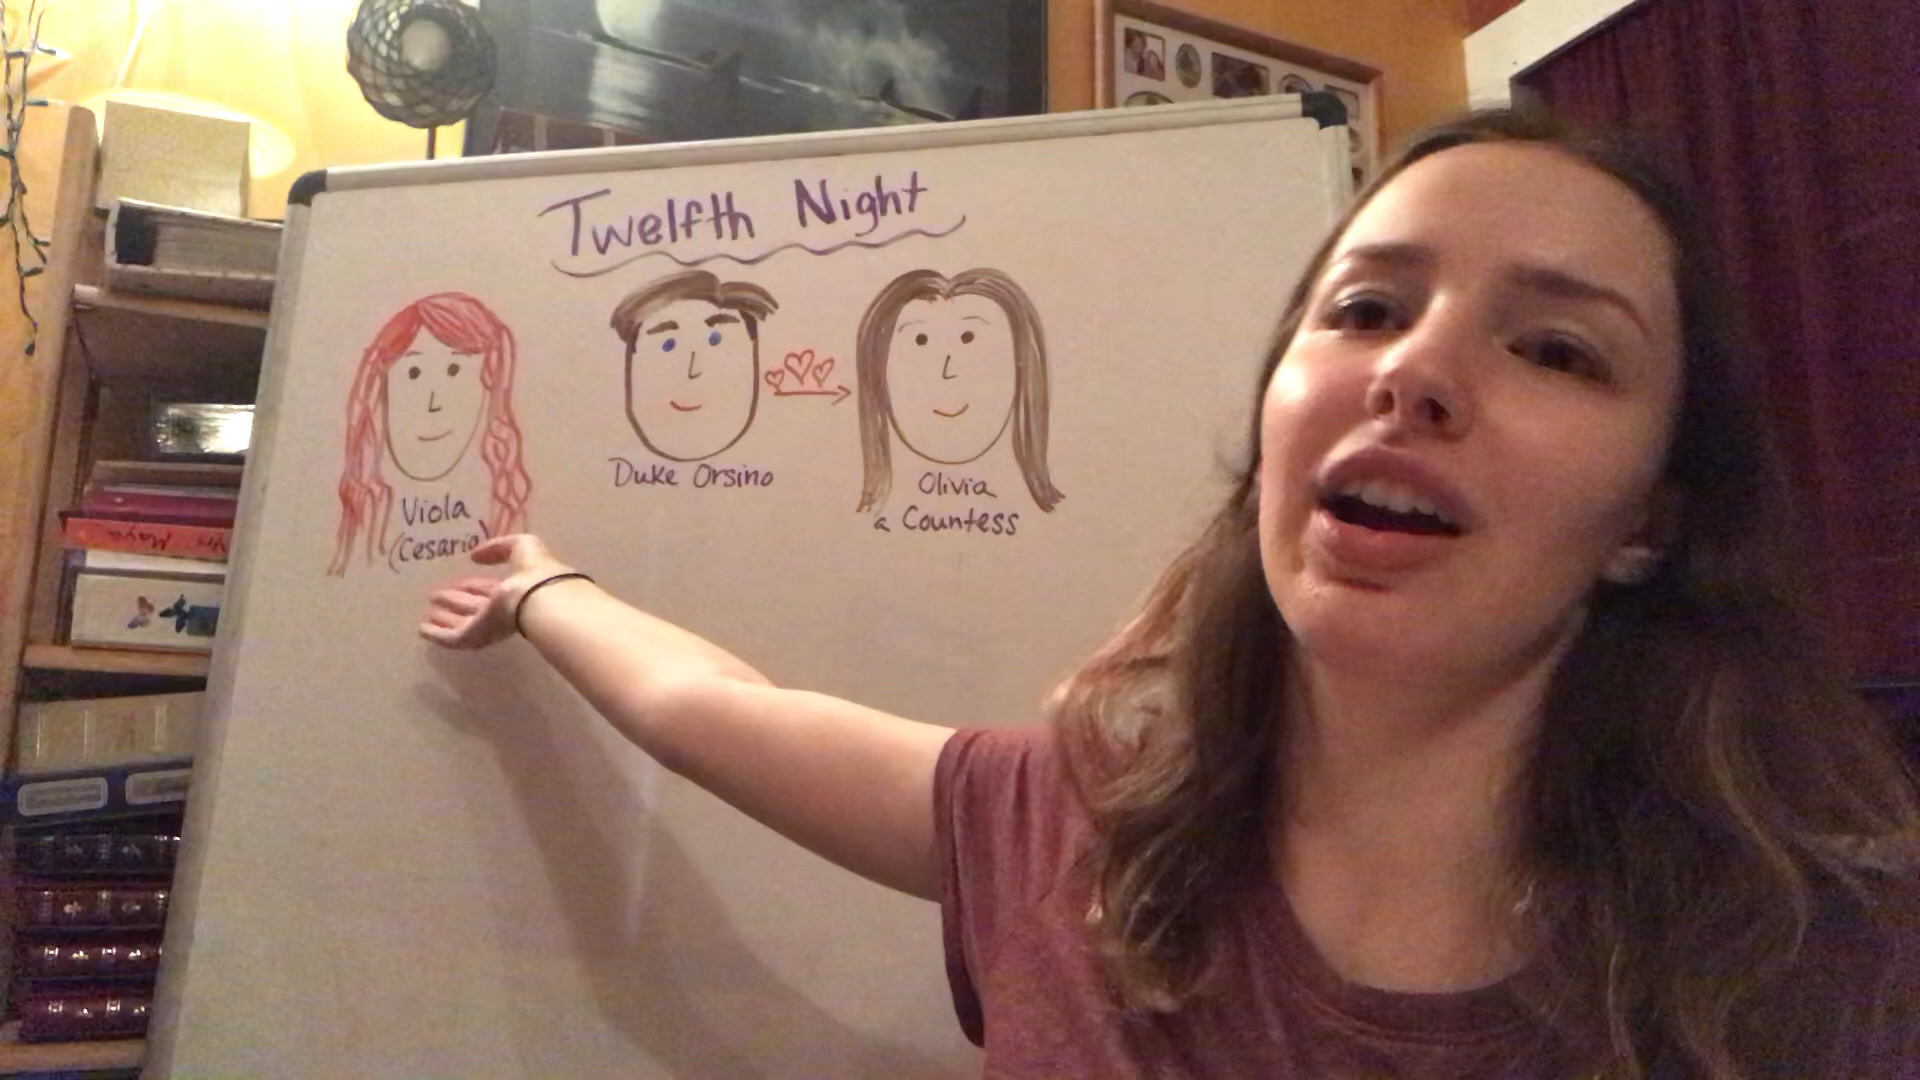 Twelfth Night
Viola
(Cesario)
Duke Orsino
Olivia
a Countess